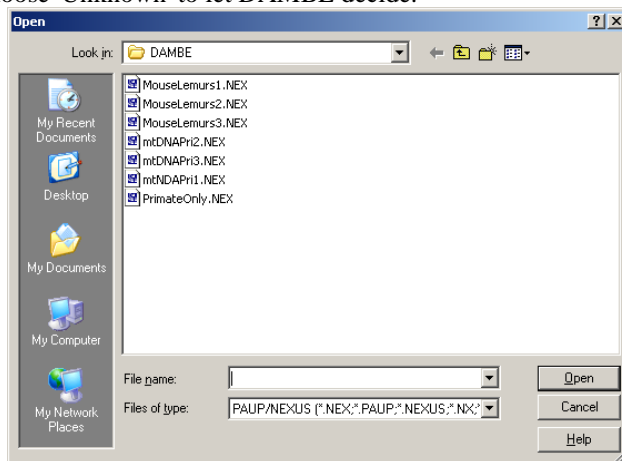 oose 'Unknown' to let DAMBE decide.
Open
Look in:
DAMBE
My Recent
Documents
Desktop
My Documents
My Computer
My Network
Places
MouseLemurs1.NEX
MouseLemurs2.NEX
MouseLemurs3.NEX
mtDNAPri2.NEX
mtDNAPri3.NEX
mtNDAPri1.NEX
PrimateOnly.NEX
File name:
Open
Files of type:
PAUP/NEXUS (*.NEX;*.PAUP;*.NEXUS;*.NX;*
Cancel
Help